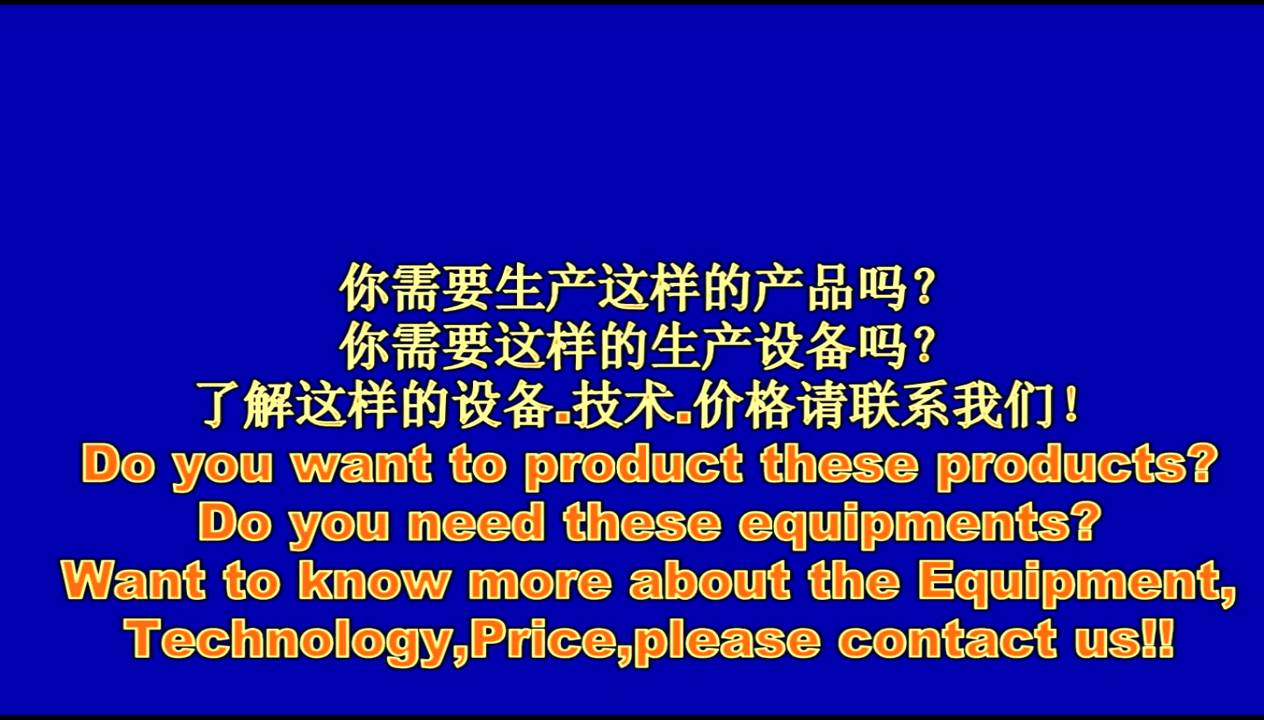 你需要生产这样的产品吗？
你需要这样的生产设备吗？
了解这样的设备.技术.价格请联系我们！
Do you want to product these products?
Do you need these equipments?
Want to know more about the Equipment,
Technology,Price,please contact us!!